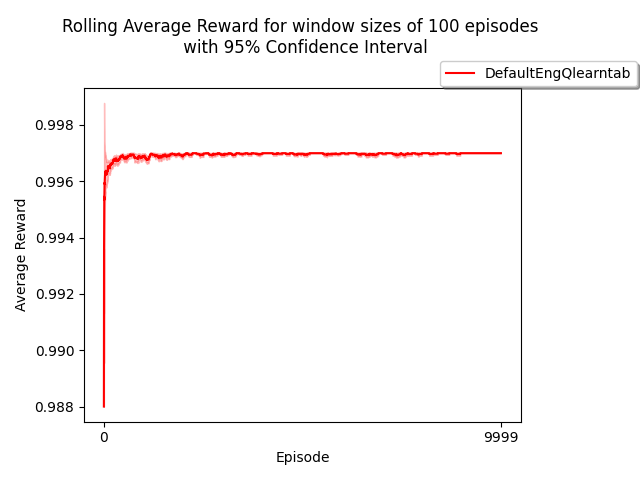 Rolling Average Reward for window sizes of 100 episodes
with 95% Confidence Interval
DefaultEngQlearntab
0.998
0.996
0.994
0.992
0.990
0.988
Average Reward
0
9999
Episode